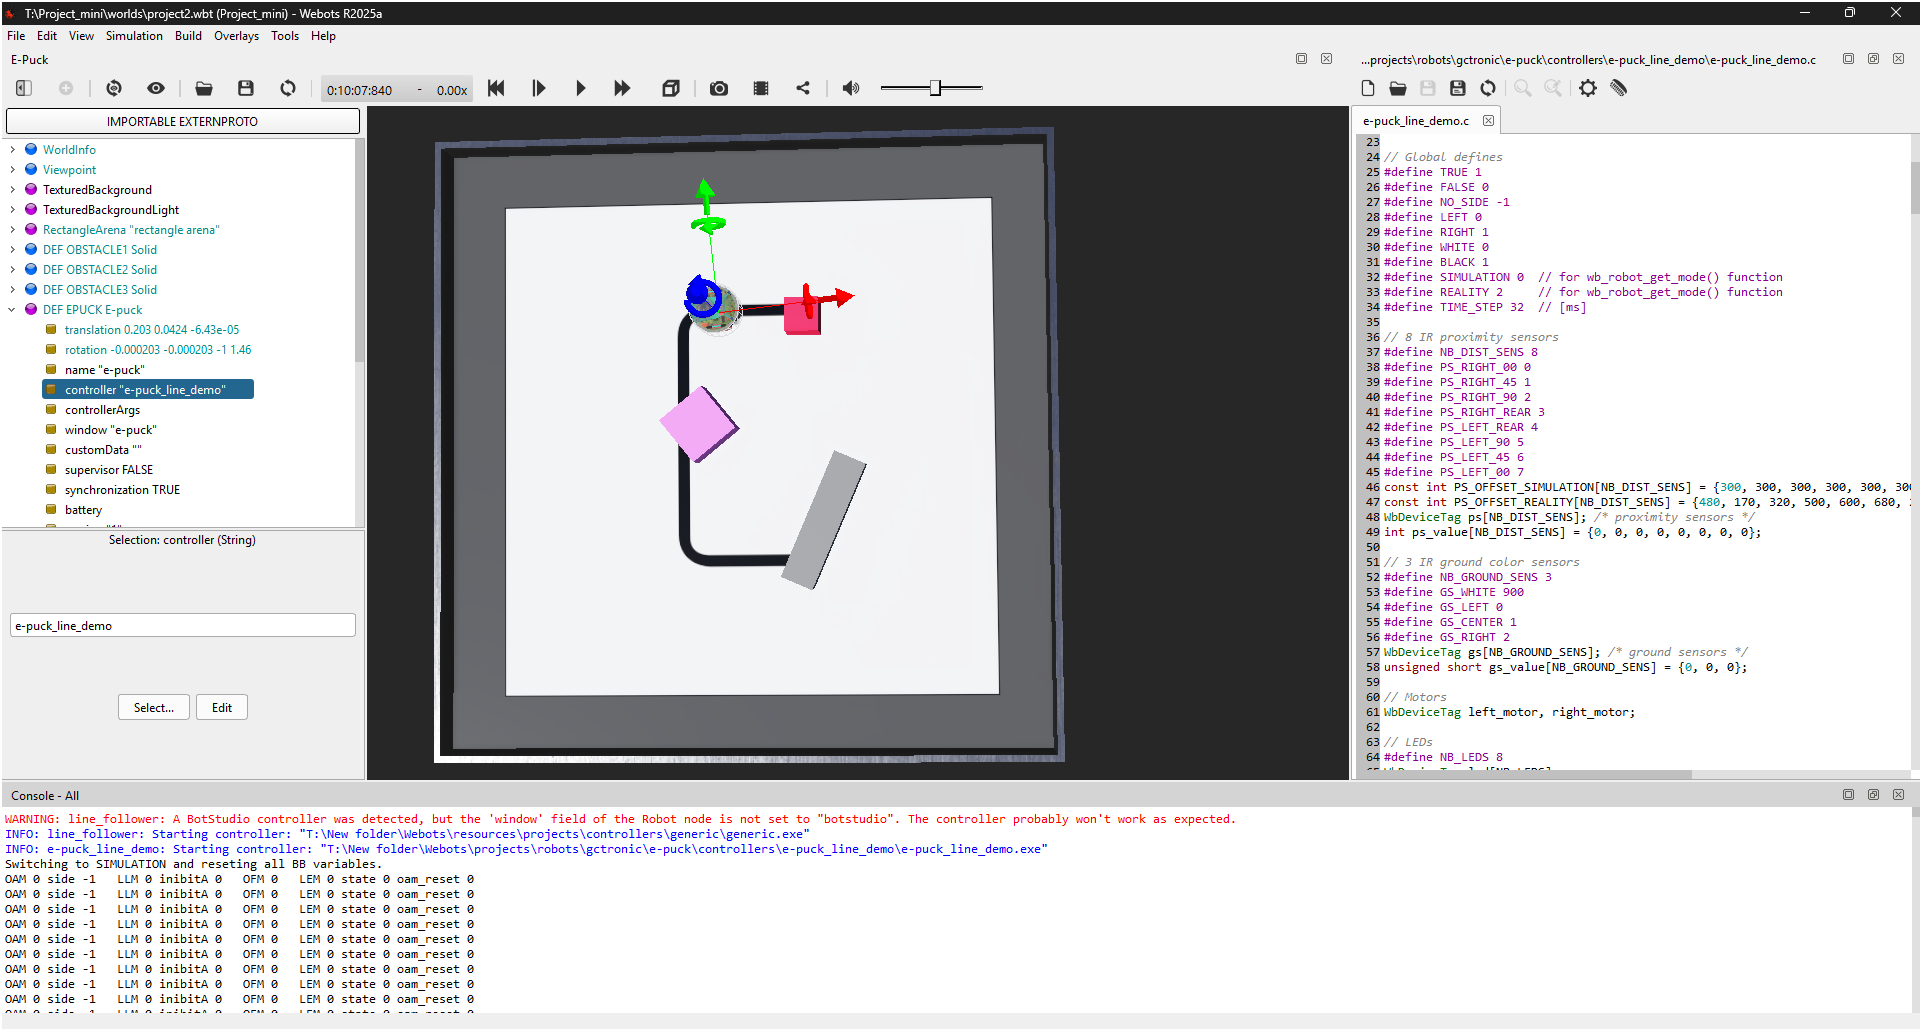 T:\Project_mini\worlds\project2.wbt (Project_mini) - Webots R2025a
File Edit View Simulation Build Overlays Tools Help
E-Puck
...projects\robots\gctronic\e-puck\controllers\e-puck_line_demo\e-puck_line_demo.c
0:10:07:840 - 0.00x
IMPORTABLE EXTERNPROTO
WorldInfo
Viewpoint
TexturedBackground
TexturedBackgroundLight
RectangleArena "rectangle arena"
DEF OBSTACLE1 Solid
DEF OBSTACLE2 Solid
DEF OBSTACLE3 Solid
DEF EPUCK E-puck
translation 0.203 0.0424 -6.43e-05
rotation -0.000203 -0.000203 -1 1.46
name "e-puck"
controller "e-puck_line_demo"
controllerArgs
window "e-puck"
customData ""
supervisor FALSE
synchronization TRUE
battery
Selection: controller (String)
e-puck_line_demo
Select...
Edit
e-puck_line_demo.c
23
24 // Global defines
25 #define TRUE 1
26 #define FALSE 0
27 #define NO_SIDE -1
28 #define LEFT 0
29 #define RIGHT 1
30 #define WHITE 0
31 #define BLACK 1
32 #define SIMULATION 0  // for wb_robot_get_mode() function
33 #define REALITY 2     // for wb_robot_get_mode() function
34 #define TIME_STEP 32  // [ms]
35
36 // 8 IR proximity sensors
37 #define NB_DIST_SENS 8
38 #define PS_RIGHT_00 0
39 #define PS_RIGHT_45 1
40 #define PS_RIGHT_90 2
41 #define PS_RIGHT_REAR 3
42 #define PS_LEFT_REAR 4
43 #define PS_LEFT_90 5
44 #define PS_LEFT_45 6
45 #define PS_LEFT_00 7
46 const int PS_OFFSET_SIMULATION[NB_DIST_SENS] = {300, 300, 300, 300, 300, 30
47 const int PS_OFFSET_REALITY[NB_DIST_SENS] = {480, 170, 320, 500, 600, 680,
48 WbDeviceTag ps[NB_DIST_SENS]; /* proximity sensors */
49 int ps_value[NB_DIST_SENS] = {0, 0, 0, 0, 0, 0, 0, 0};
50
51 // 3 IR ground color sensors
52 #define NB_GROUND_SENS 3
53 #define GS_WHITE 900
54 #define GS_LEFT 0
55 #define GS_CENTER 1
56 #define GS_RIGHT 2
57 WbDeviceTag gs[NB_GROUND_SENS]; /* ground sensors */
58 unsigned short gs_value[NB_GROUND_SENS] = {0, 0, 0};
59
60 // Motors
61 WbDeviceTag left_motor, right_motor;
62
63 // LEDs
64 #define NB_LEDS 8
Console - All
WARNING: line_follower: A BotStudio controller was detected, but the 'window' field of the Robot node is not set to "botstudio". The controller probably won't work as expected.
INFO: line_follower: Starting controller: "T:\New folder\Webots\resources\projects\controllers\generic\generic.exe"
INFO: e-puck_line_demo: Starting controller: "T:\New folder\Webots\projects\robots\gctronic\e-puck\controllers\e-puck_line_demo\e-puck_line_demo.exe"
Switching to SIMULATION and reseting all BB variables.
OAM 0 side -1   LLM 0 inibitA 0   OFM 0   LEM 0 state 0 oam_reset 0
OAM 0 side -1   LLM 0 inibitA 0   OFM 0   LEM 0 state 0 oam_reset 0
OAM 0 side -1   LLM 0 inibitA 0   OFM 0   LEM 0 state 0 oam_reset 0
OAM 0 side -1   LLM 0 inibitA 0   OFM 0   LEM 0 state 0 oam_reset 0
OAM 0 side -1   LLM 0 inibitA 0   OFM 0   LEM 0 state 0 oam_reset 0
OAM 0 side -1   LLM 0 inibitA 0   OFM 0   LEM 0 state 0 oam_reset 0
OAM 0 side -1   LLM 0 inibitA 0   OFM 0   LEM 0 state 0 oam_reset 0
OAM 0 side -1   LLM 0 inibitA 0   OFM 0   LEM 0 state 0 oam_reset 0
OAM 0 side -1   LLM 0 inibitA 0   OFM 0   LEM 0 state 0 oam_reset 0